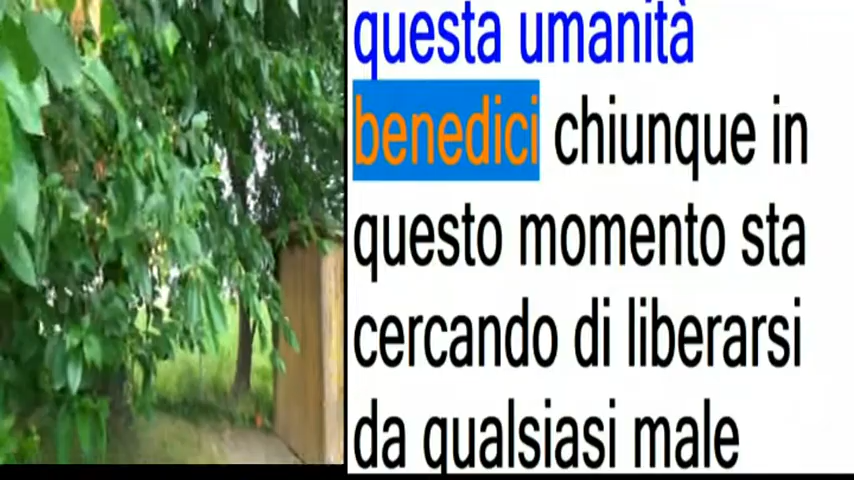 questa umanità
benedici chiunque in
questo momento sta
cercando di liberarsi
da qualsiasi male